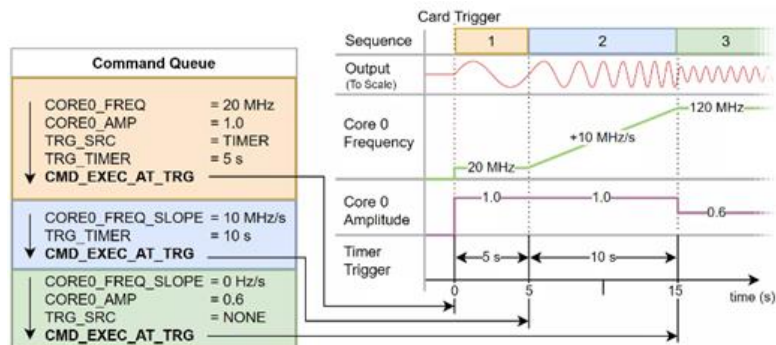 Command Queue
CORE0_FREQ = 20 MHz
CORE0_AMP = 1.0
TRG_SRC = TIMER
TRG_TIMER = 5 s
CMD_EXEC_AT_TRG
CORE0_FREQ_SLOPE = 10 MHz/s
TRG_TIMER = 10 s
CMD_EXEC_AT_TRG
CORE0_FREQ_SLOPE = 0 Hz/s
CORE0_AMP = 0.6
TRG_SRC = NONE
CMD_EXEC_AT_TRG
Card Trigger
Sequence 1 2 3
Output
(To Scale)
Core 0
Frequency
20 MHz
+10 MHz/s
120 MHz
Core 0
Amplitude
1.0 1.0 0.6
Timer
Trigger
5 s 10 s
0 5 15 time (s)